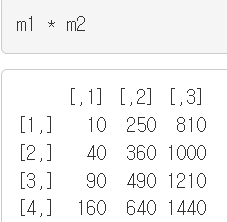 m1 * m2
[,1] [,2] [,3]
[1,] 10 250 810
[2,] 40 360 1000
[3,] 90 490 1210
[4,] 160 640 1440